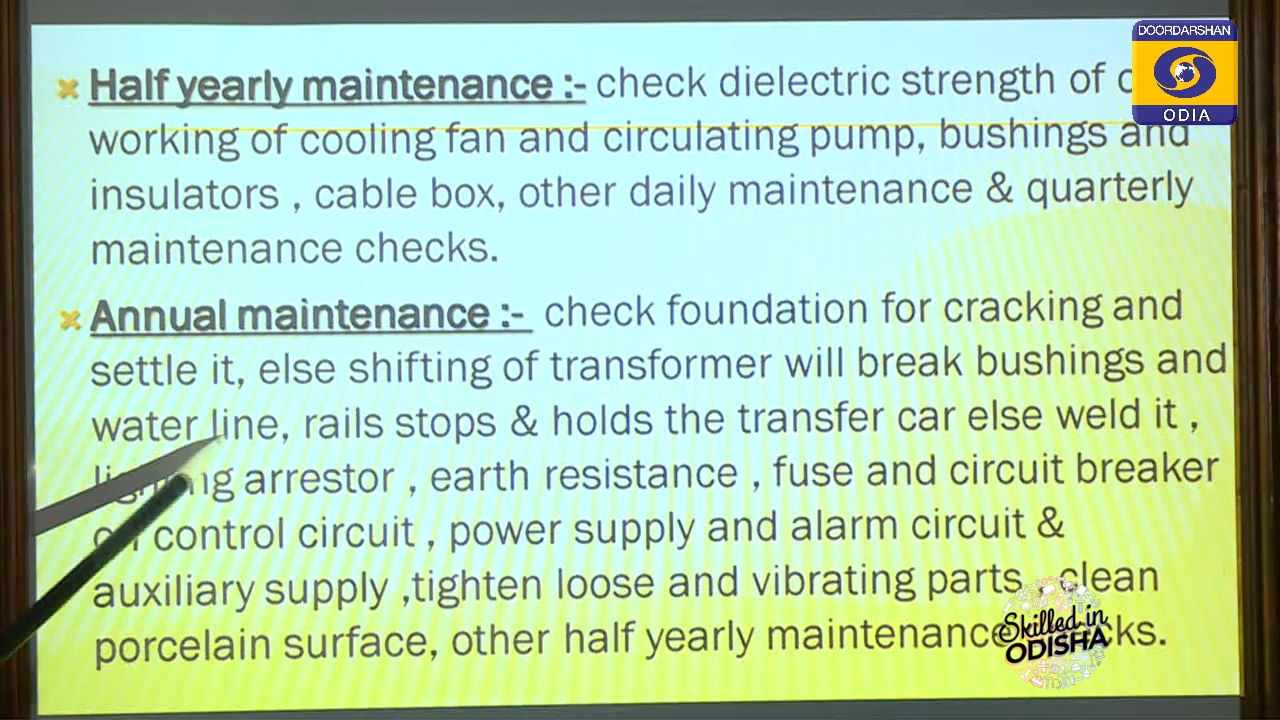 DOORDARSHAN
ODIA
Half yearly maintenance :- check dielectric strength of
working of cooling fan and circulating pump, bushings and
insulators , cable box, other daily maintenance & quarterly
maintenance checks.
Annual maintenance :- check foundation for cracking and
settle it, else shifting of transformer will break bushings and
water line, rails stops & holds the transfer car else weld it ,
arrestor , earth resistance , fuse and circuit breaker
control circuit , power supply and alarm circuit &
auxiliary supply ,tighten loose and vibrating parts , clean
porcelain surface, other half yearly maintenance
Skilled in
ODISHA